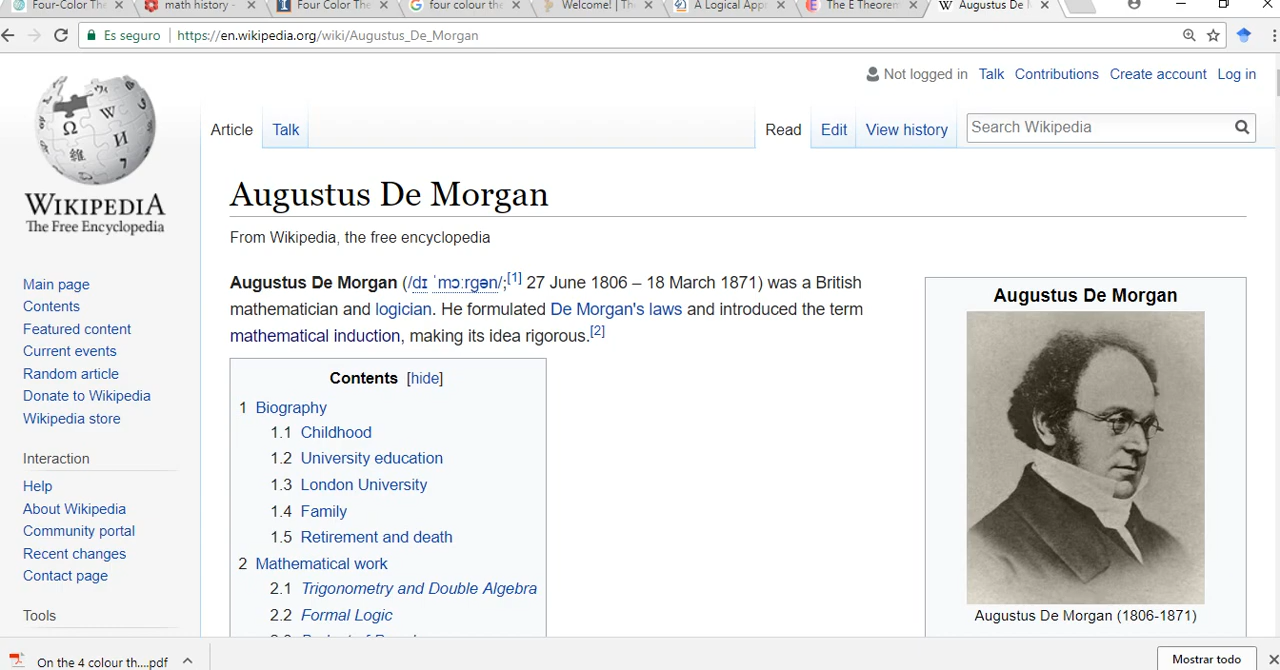 Four-Color The
math history -
Four Color The
four colour the
Welcome! | Th
A Logical Appr
The E Theorem
Augustus De
Es seguro | https://en.wikipedia.org/wiki/Augustus_De_Morgan
Not logged in Talk Contributions Create account Log in
Article Talk Read Edit View history Search Wikipedia
WIKIPEDIA
The Free Encyclopedia
Augustus De Morgan
From Wikipedia, the free encyclopedia
Augustus De Morgan (/dɪ ˈmɔːrɡən/;[1] 27 June 1806 – 18 March 1871) was a British
mathematician and logician. He formulated De Morgan's laws and introduced the term
mathematical induction, making its idea rigorous.[2]
Main page
Contents
Featured content
Current events
Random article
Donate to Wikipedia
Wikipedia store
Interaction
Help
About Wikipedia
Community portal
Recent changes
Contact page
Tools
Contents [hide]
1 Biography
1.1 Childhood
1.2 University education
1.3 London University
1.4 Family
1.5 Retirement and death
2 Mathematical work
2.1 Trigonometry and Double Algebra
2.2 Formal Logic
Augustus De Morgan
Augustus De Morgan (1806-1871)
On the 4 colour th....pdf
Mostrar todo